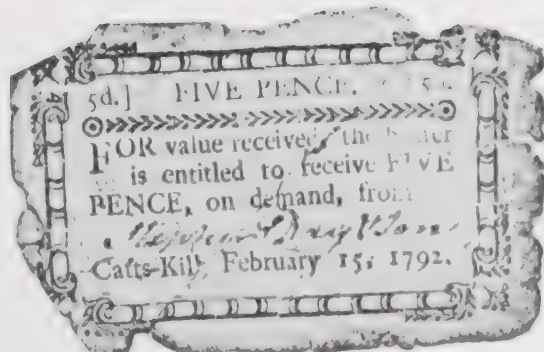 5d.] FIVE PENCE.
FOR value received the bearer
is entitled to receive FIVE
PENCE, on demand, from
Catts-Kill, February 15, 1792.